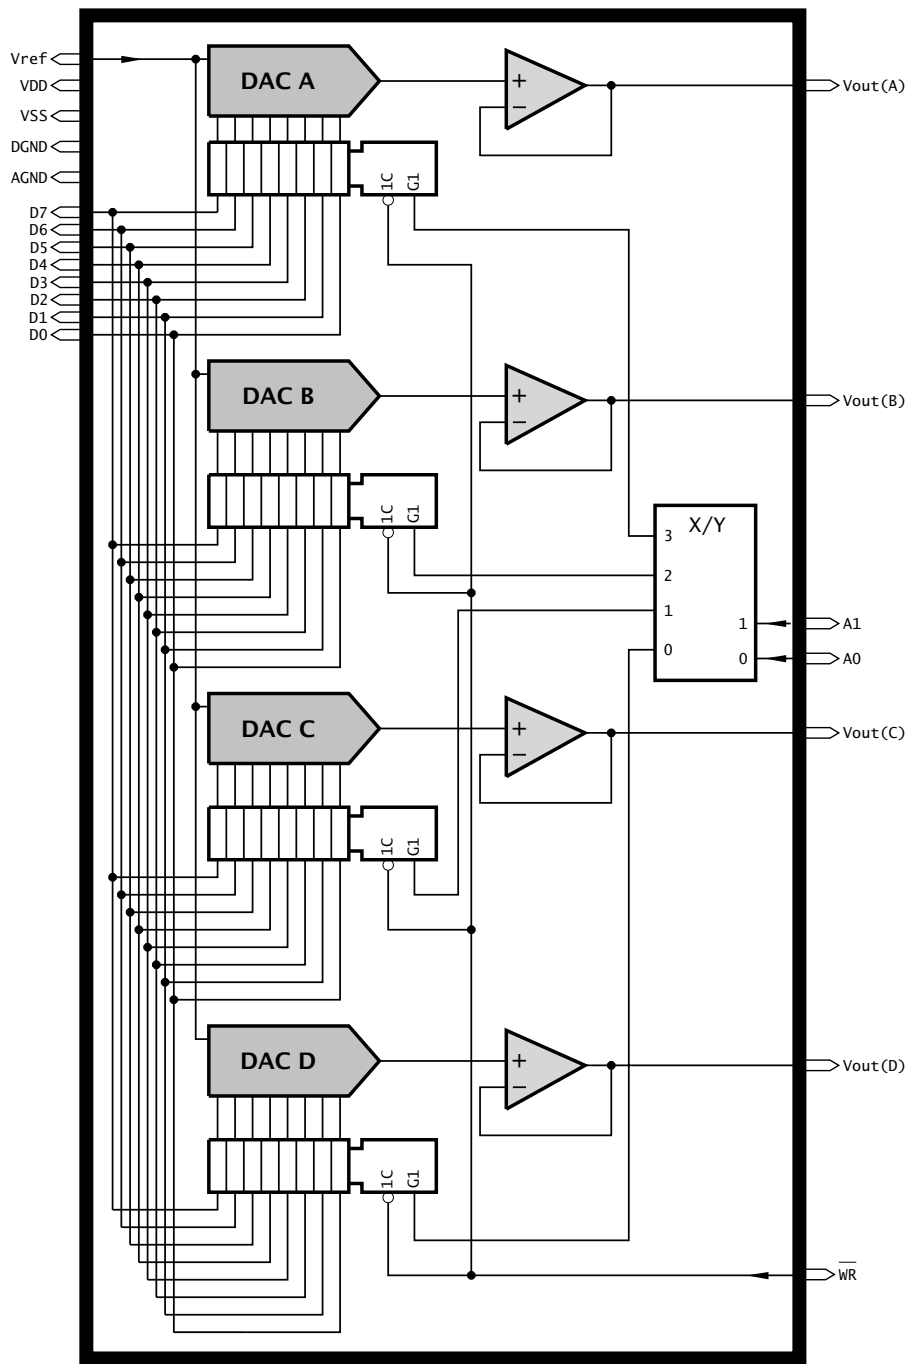 Vref
VDD
VSS
DGND
AGND
D7
D6
D5
D4
D3
D2
D1
D0
DAC A
+
−
1C
G1
Vout(A)
DAC B
+
−
1C
G1
Vout(B)
X/Y
3
2
1
0
1
0
A1
A0
DAC C
+
−
1C
G1
Vout(C)
DAC D
+
−
1C
G1
Vout(D)
W̅R̅